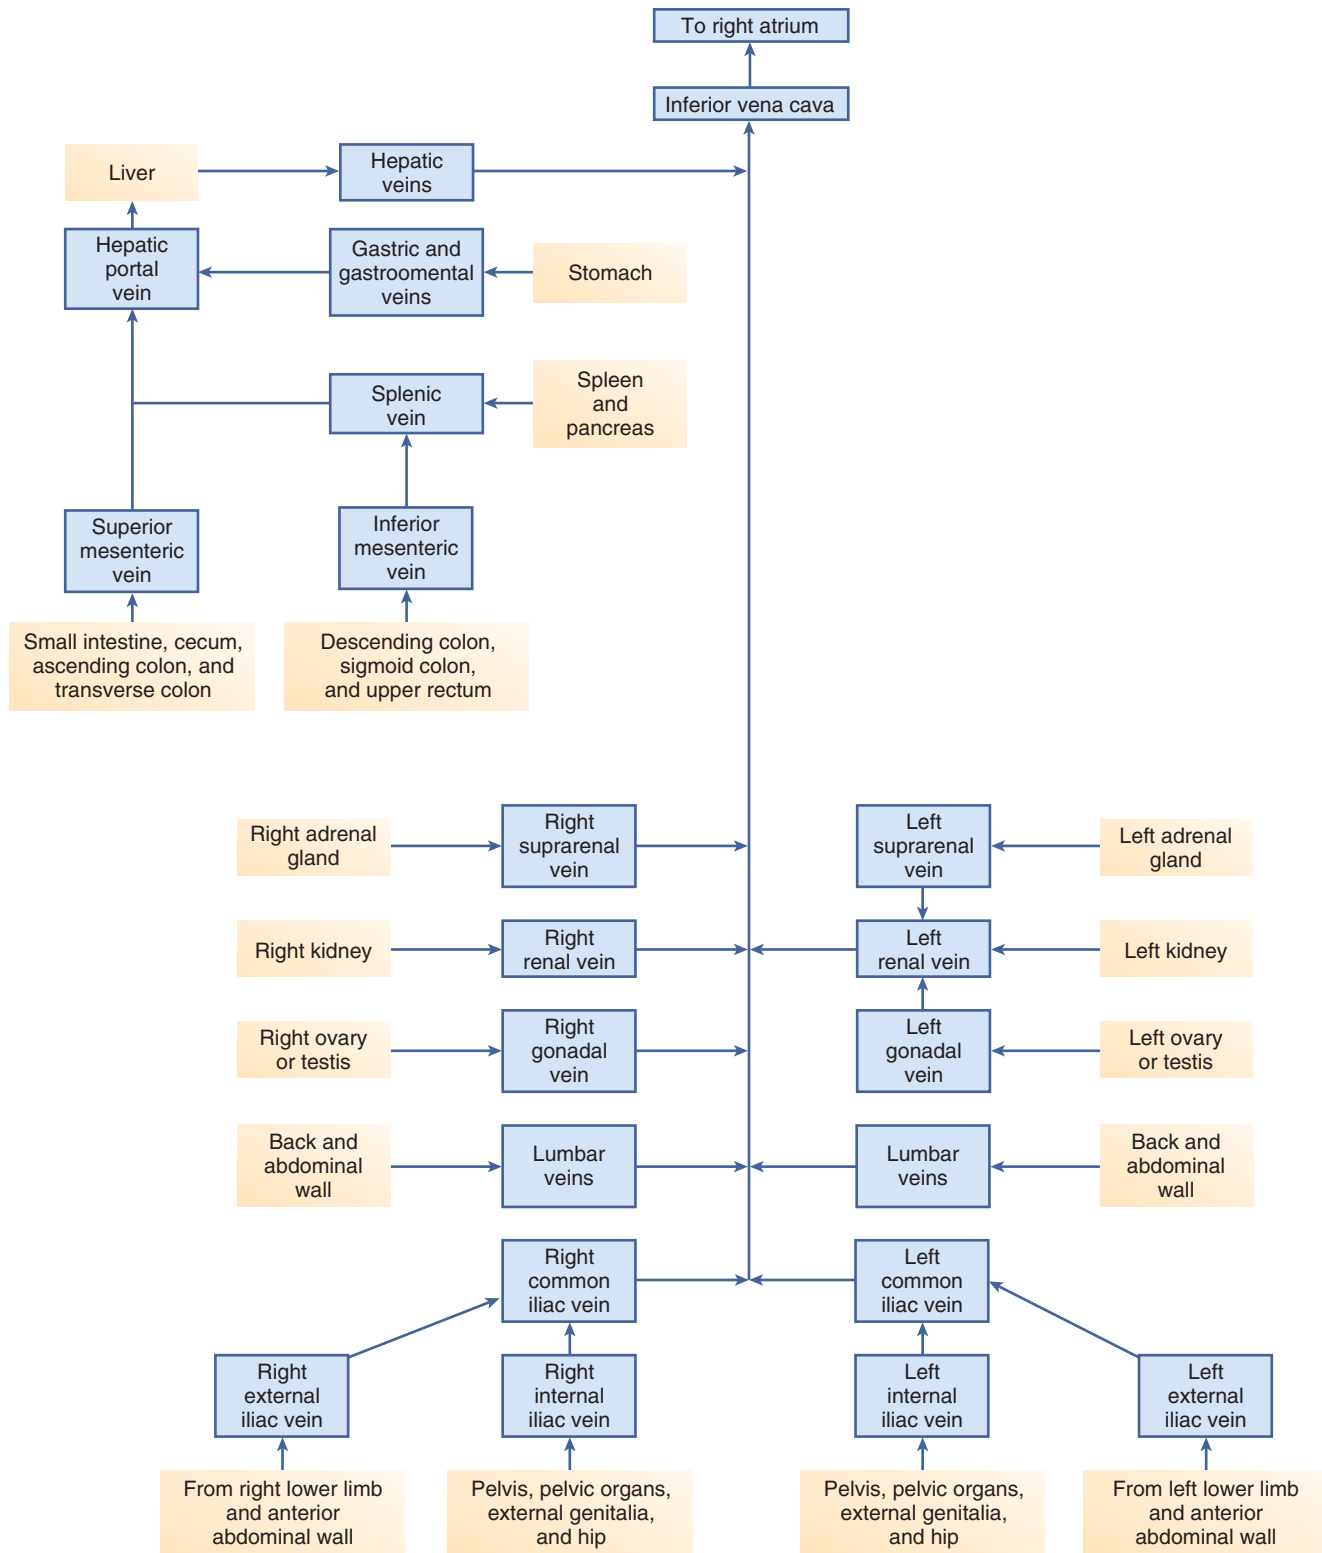 To right atrium
Inferior vena cava
Liver
Hepatic
veins
Hepatic
portal
vein
Gastric and
gastroomental
veins
Stomach
Splenic
vein
Spleen
and
pancreas
Superior
mesenteric
vein
Inferior
mesenteric
vein
Small intestine, cecum,
ascending colon, and
transverse colon
Descending colon,
sigmoid colon,
and upper rectum
Right adrenal
gland
Right
suprarenal
vein
Left
suprarenal
vein
Left adrenal
gland
Right kidney
Right
renal vein
Left
renal vein
Left kidney
Right ovary
or testis
Right
gonadal
vein
Left
gonadal
vein
Left ovary
or testis
Back and
abdominal
wall
Lumbar
veins
Lumbar
veins
Back and
abdominal
wall
Right
common
iliac vein
Left
common
iliac vein
Right
external
iliac vein
Right
internal
iliac vein
Left
internal
iliac vein
Left
external
iliac vein
From right lower limb
and anterior
abdominal wall
Pelvis, pelvic organs,
external genitalia,
and hip
Pelvis, pelvic organs,
external genitalia,
and hip
From left lower limb
and anterior
abdominal wall